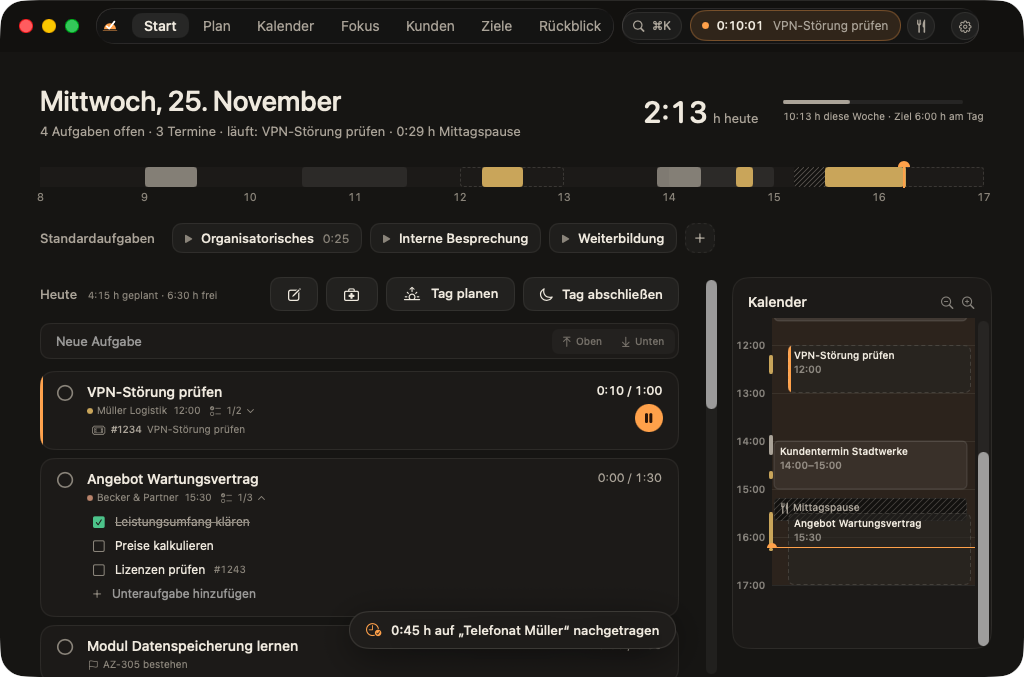 Start Plan Kalender Fokus Kunden Ziele Rückblick ⌘K 0:10:01 VPN-Störung prüfen
Mittwoch, 25. November
4 Aufgaben offen · 3 Termine · läuft: VPN-Störung prüfen · 0:29 h Mittagspause
2:13 h heute
10:13 h diese Woche · Ziel 6:00 h am Tag
8 9 10 11 12 13 14 15 16 17
Standardaufgaben
Organisatorisches 0:25
Interne Besprechung
Weiterbildung
+
Heute 4:15 h geplant · 6:30 h frei
Tag planen
Tag abschließen
Neue Aufgabe
Oben
Unten
VPN-Störung prüfen
0:10 / 1:00
Müller Logistik 12:00 1/2
#1234 VPN-Störung prüfen
Angebot Wartungsvertrag
0:00 / 1:30
Becker & Partner 15:30 1/3
Leistungsumfang klären
Preise kalkulieren
Lizenzen prüfen #1243
+ Unteraufgabe hinzufügen
Modul Datenspeicherung lernen
AZ-305 bestehen
0:45 h auf „Telefonat Müller“ nachgetragen
Kalender
12:00
VPN-Störung prüfen
12:00
13:00
14:00
Kundentermin Stadtwerke
14:00–15:00
15:00
Mittagspause
Angebot Wartungsvertrag
15:30
16:00
17:00